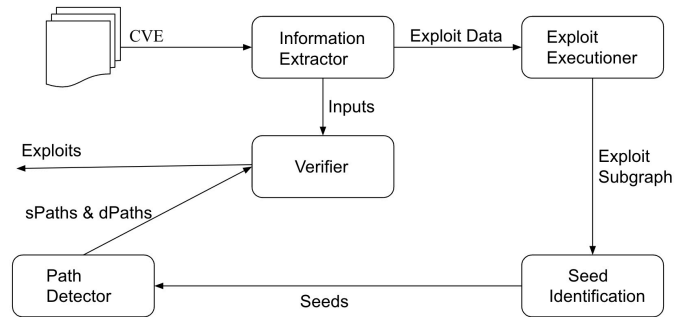 CVE
Information
Extractor
Exploit Data
Exploit
Executioner
Inputs
Exploits
Verifier
Exploit
Subgraph
sPaths & dPaths
Path
Detector
Seeds
Seed
Identification